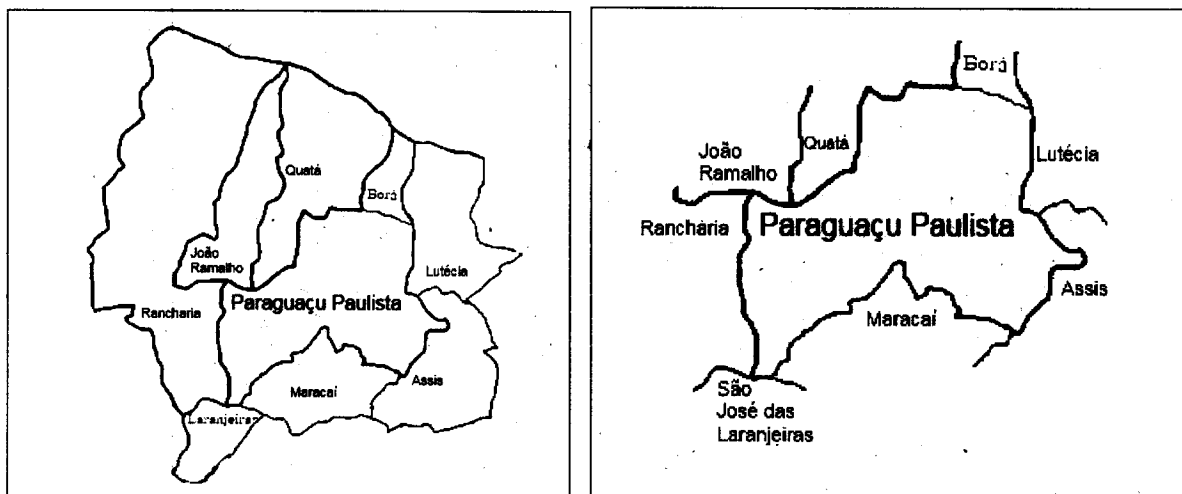 Quatá
Borá
João
Ramalho
Lutécia
Paraguaçu Paulista
Rancharia
Assis
Maracaí
Laranjeiras
Borá
Quatá
João
Ramalho
Lutécia
Rancharia
Paraguaçu Paulista
Assis
Maracaí
São
José das
Laranjeiras